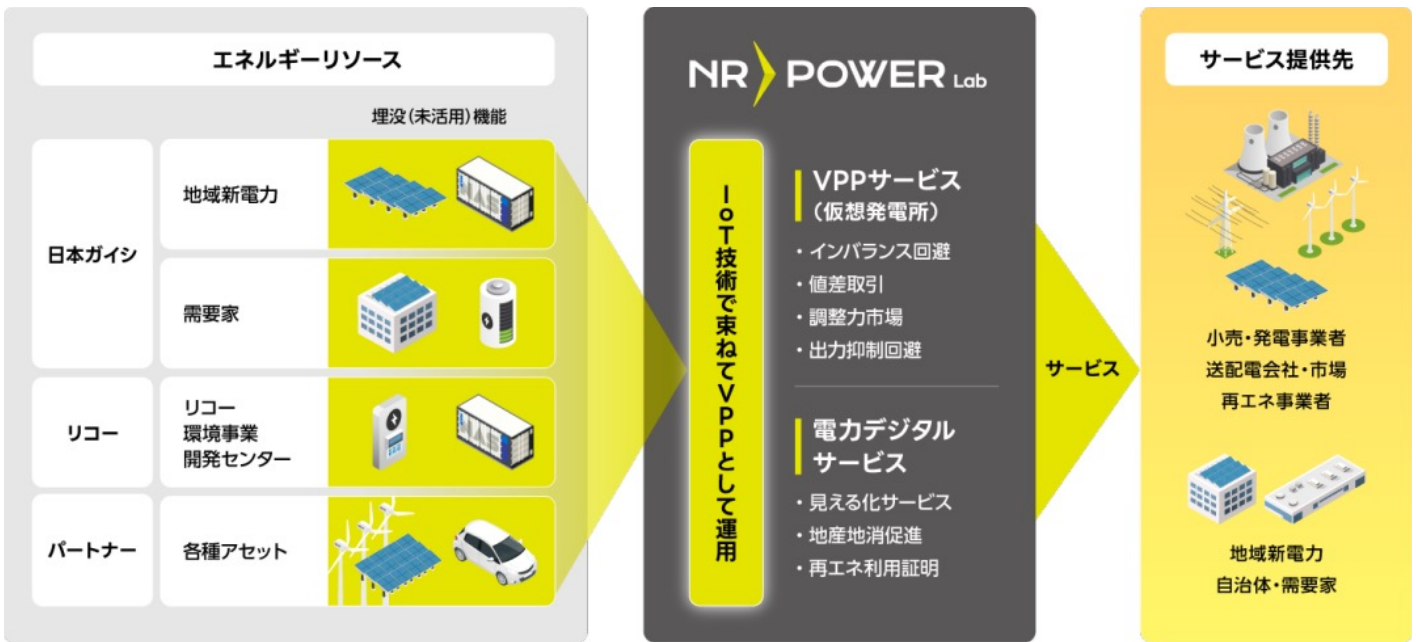 エネルギーリソース
埋没(未活用)機能
日本ガイシ
地域新電力
需要家
リコー
リコー
環境事業
開発センター
パートナー
各種アセット
NR POWER Lab
IoT技術で束ねてVPPとして運用
VPPサービス
(仮想発電所)
・インバランス回避
・値差取引
・調整力市場
・出力抑制回避
電力デジタル
サービス
・見える化サービス
・地産地消促進
・再エネ利用証明
サービス
サービス提供先
小売・発電事業者
送配電会社・市場
再エネ事業者
地域新電力
自治体・需要家